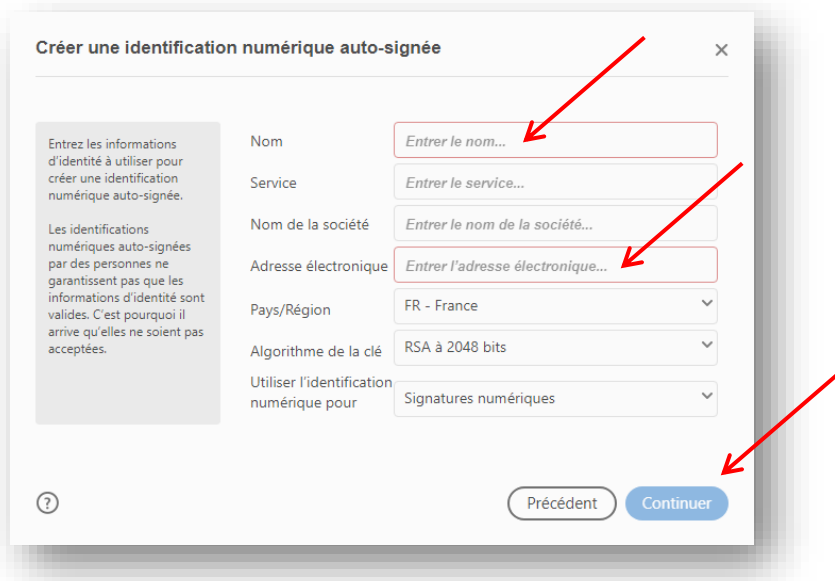 Créer une identification numérique auto-signée
Entrez les informations
d'identité à utiliser pour
créer une identification
numérique auto-signée.
Les identifications
numériques auto-signées
par des personnes ne
garantissent pas que les
informations d'identité sont
valides. C'est pourquoi il
arrive qu'elles ne soient pas
acceptées.
Nom
Entrer le nom...
Service
Entrer le service...
Nom de la société
Entrer le nom de la société...
Adresse électronique
Entrer l'adresse électronique...
Pays/Région
FR - France
Algorithme de la clé
RSA à 2048 bits
Utiliser l'identification
numérique pour
Signatures numériques
?
Précédent
Continuer